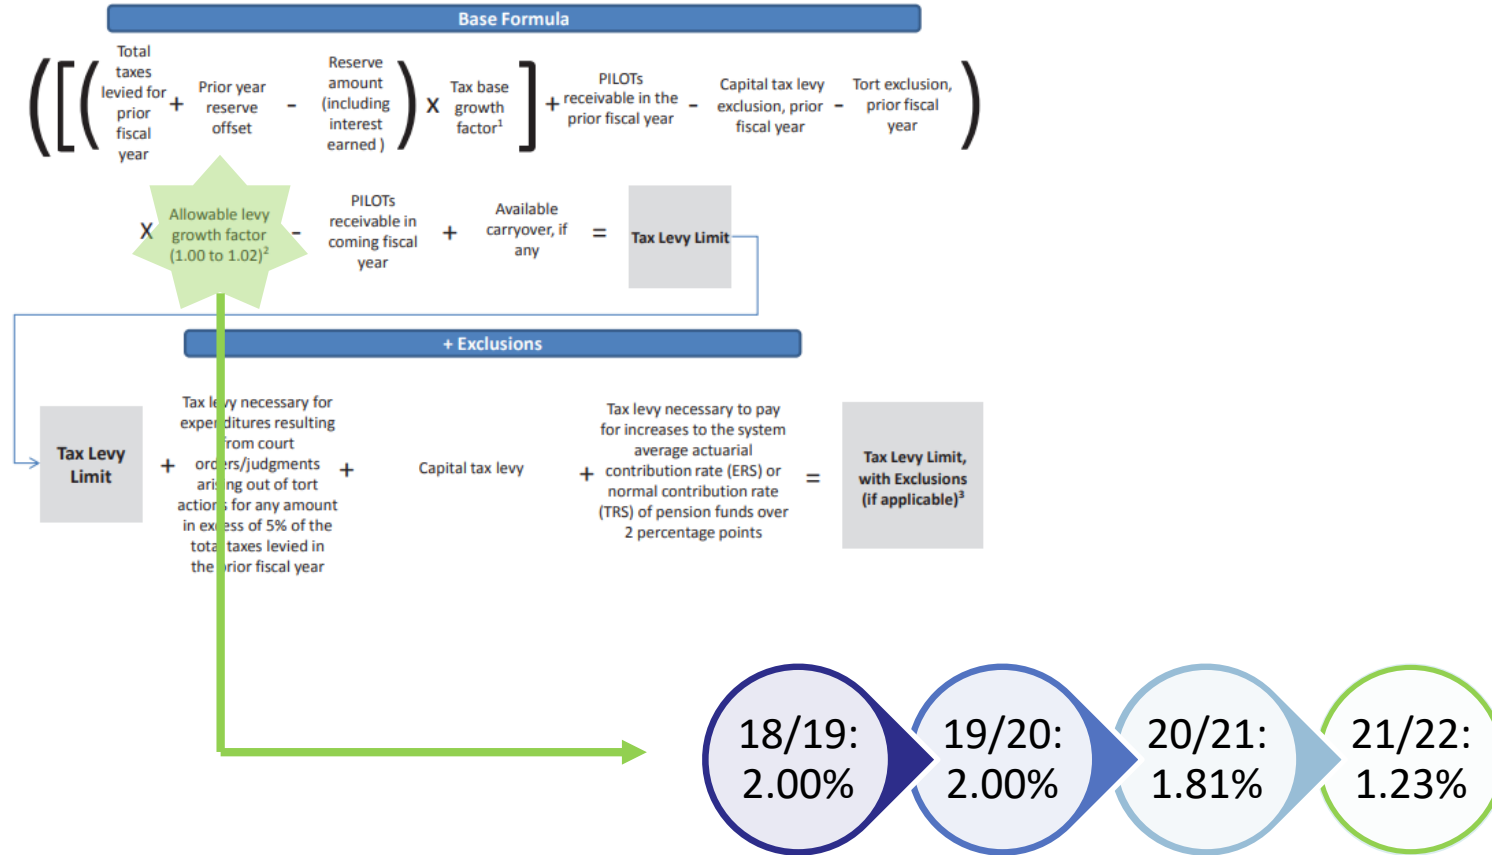 Base Formula
Total
taxes
levied for
prior
fiscal
year
+
Prior year
reserve
offset
-
Reserve
amount
(including
interest
earned )
X
Tax base
growth
factor¹
+
PILOTs
receivable in the
prior fiscal year
-
Capital tax levy
exclusion, prior
fiscal year
-
Tort exclusion,
prior fiscal
year
X
Allowable levy
growth factor
(1.00 to 1.02)²
-
PILOTs
receivable in
coming fiscal
year
+
Available
carryover, if
any
=
Tax Levy Limit
+ Exclusions
Tax Levy
Limit
+
Tax levy necessary for
expenditures resulting
from court
orders/judgments
arising out of tort
actions for any amount
in excess of 5% of the
total taxes levied in
the prior fiscal year
+
Capital tax levy
+
Tax levy necessary to pay
for increases to the system
average actuarial
contribution rate (ERS) or
normal contribution rate
(TRS) of pension funds over
2 percentage points
=
Tax Levy Limit,
with Exclusions
(if applicable)³
18/19:
2.00%
19/20:
2.00%
20/21:
1.81%
21/22:
1.23%